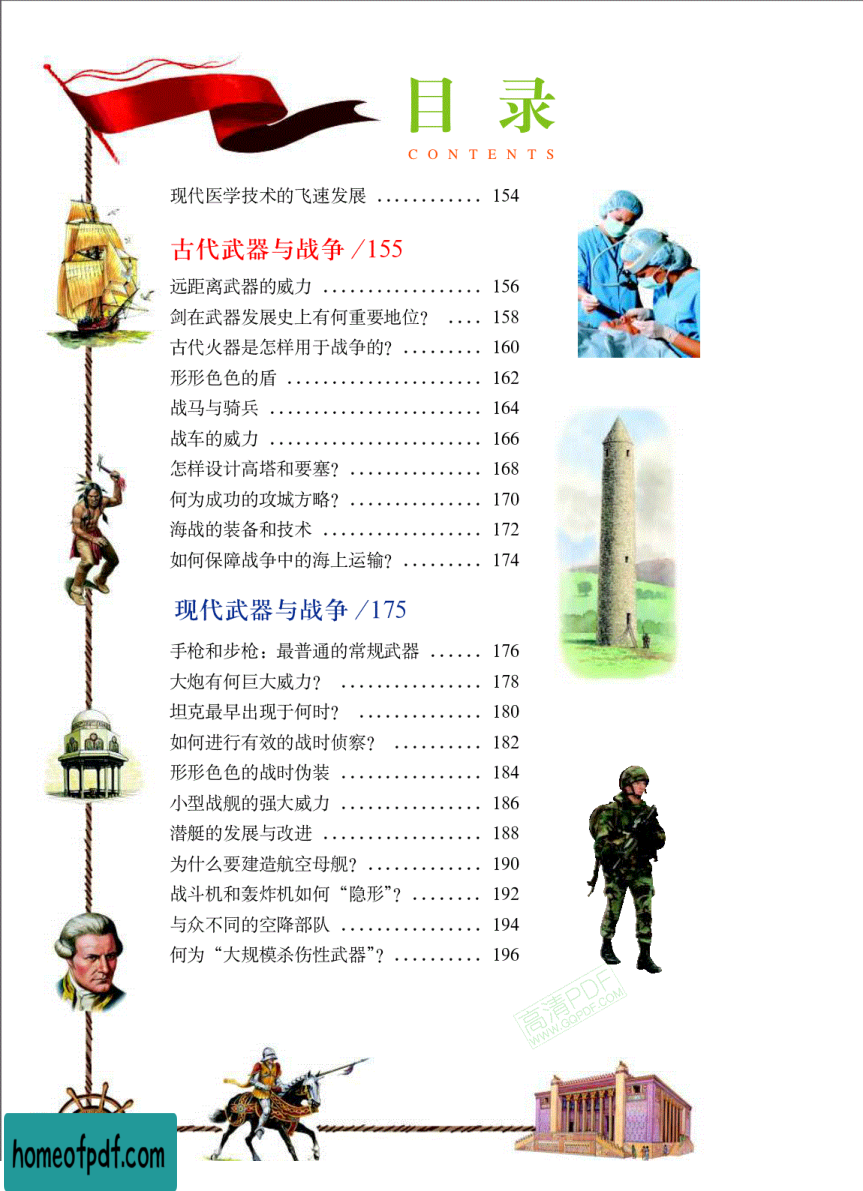 目 录
CONTENTS
现代医学技术的飞速发展 ............ 154
古代武器与战争 /155
远距离武器的威力 .................. 156
剑在武器发展史上有何重要地位? .... 158
古代火器是怎样用于战争的? ......... 160
形形色色的盾 ...................... 162
战马与骑兵 ........................ 164
战车的威力 ........................ 166
怎样设计高塔和要塞? ............... 168
何为成功的攻城方略? ............... 170
海战的装备和技术 .................. 172
如何保障战争中的海上运输? ......... 174
现代武器与战争 /175
手枪和步枪：最普通的常规武器 ...... 176
大炮有何巨大威力? ................ 178
坦克最早出现于何时? .............. 180
如何进行有效的战时侦察? .......... 182
形形色色的战时伪装 ................ 184
小型战舰的强大威力 ................ 186
潜艇的发展与改进 .................. 188
为什么要建造航空母舰? ............. 190
战斗机和轰炸机如何“隐形”? ........ 192
与众不同的空降部队 ................ 194
何为“大规模杀伤性武器”? .......... 196
高清PDF
WWW.GQPDF.COM
homeofpdf.com